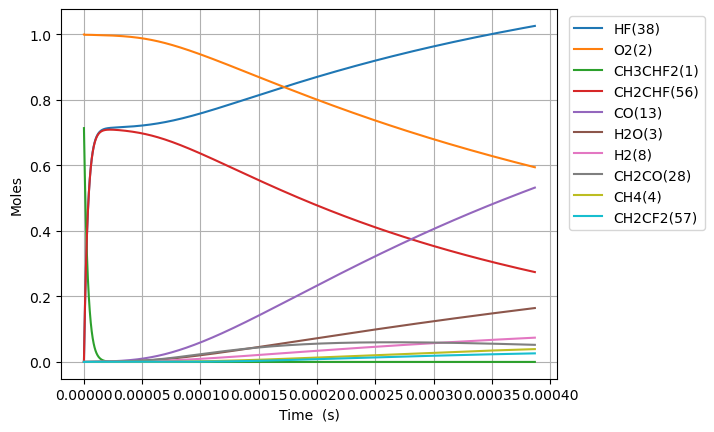 1.0
0.8
0.6
0.4
0.2
0.0
Moles
0.00000 0.00005 0.00010 0.00015 0.00020 0.00025 0.00030 0.00035 0.00040
Time (s)
HF(38)
O2(2)
CH3CHF2(1)
CH2CHF(56)
CO(13)
H2O(3)
H2(8)
CH2CO(28)
CH4(4)
CH2CF2(57)